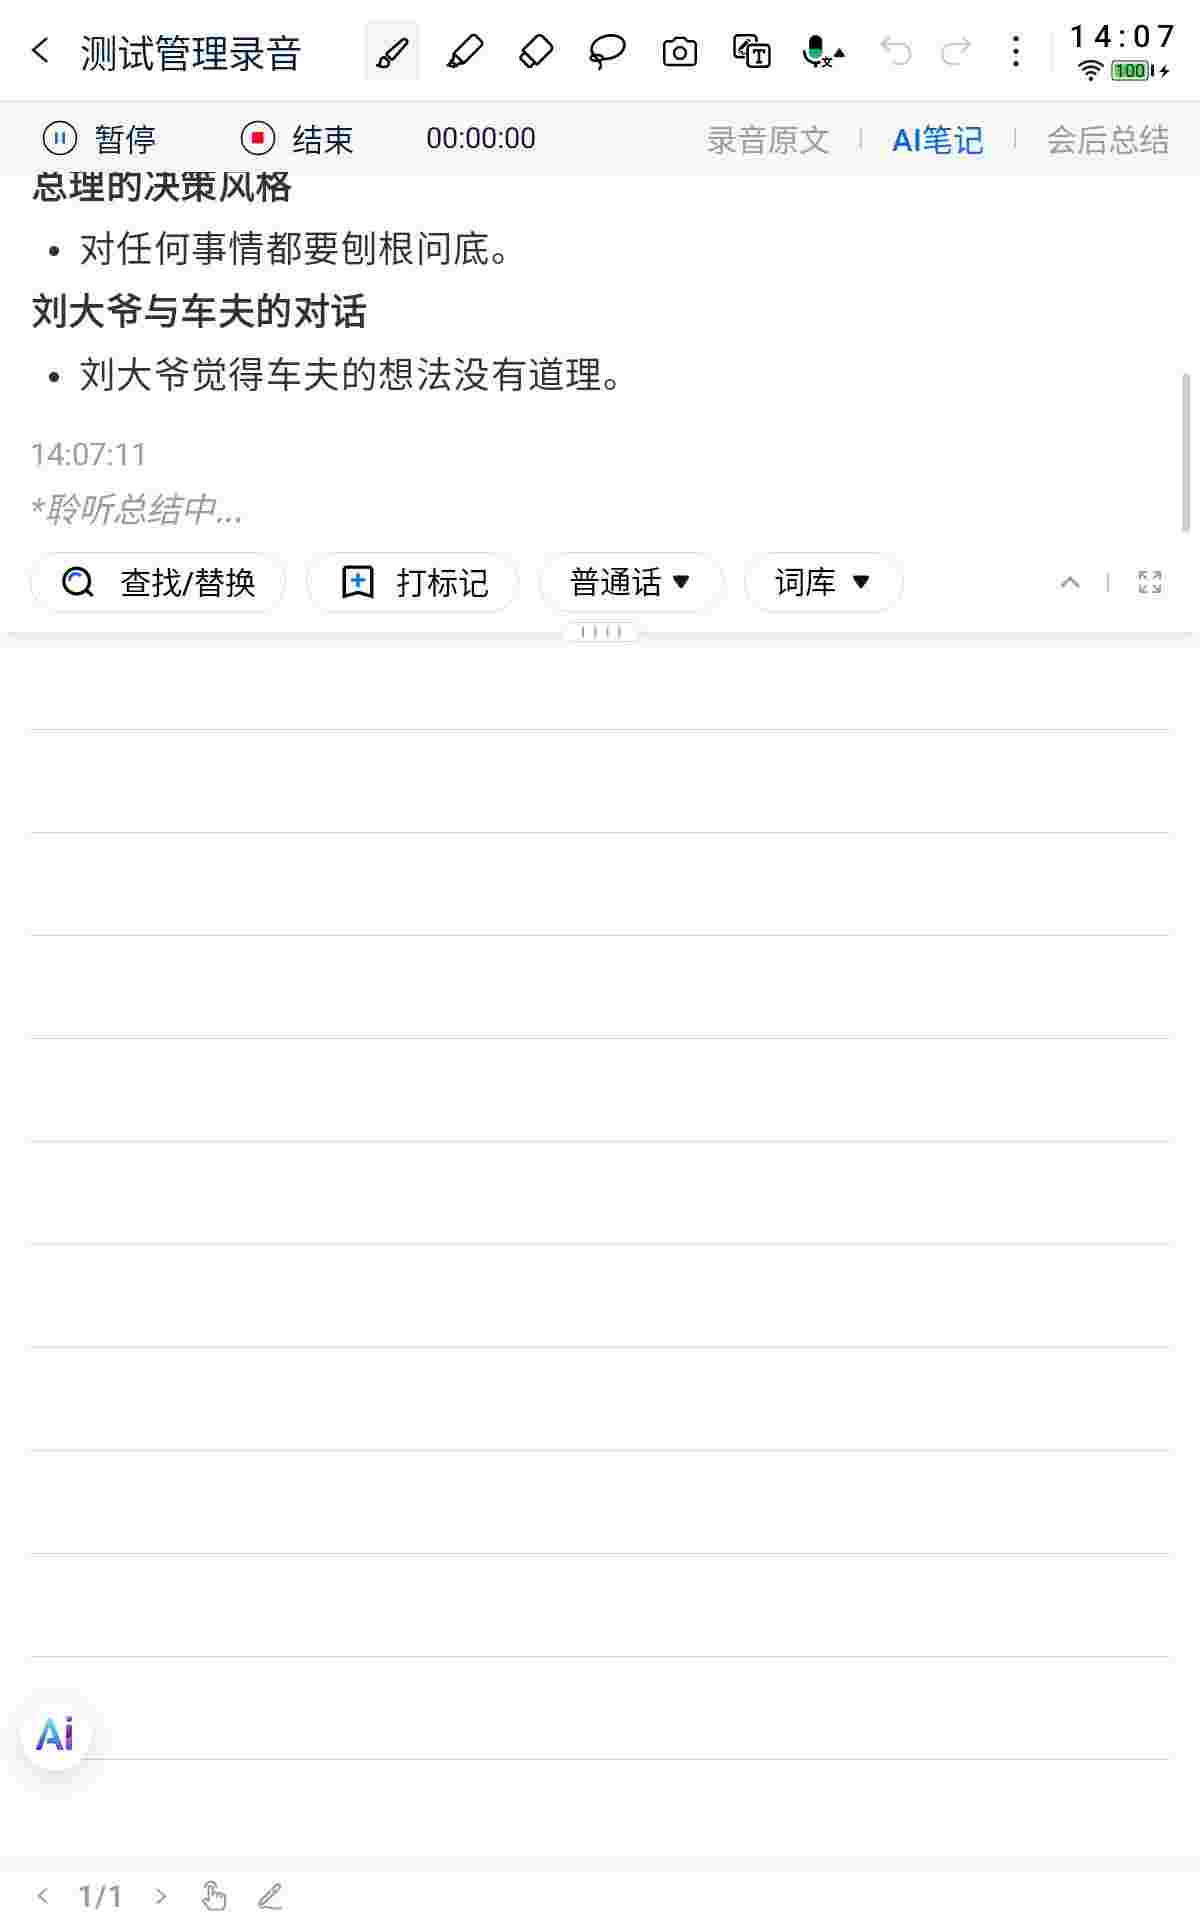 测试管理录音
14:07
100
暂停
结束
00:00:00
录音原文
AI笔记
会后总结
总理的决策风格
• 对任何事情都要刨根问底。
刘大爷与车夫的对话
• 刘大爷觉得车夫的想法没有道理。
14:07:11
*聆听总结中...
查找/替换
打标记
普通话
词库
Ai
1/1